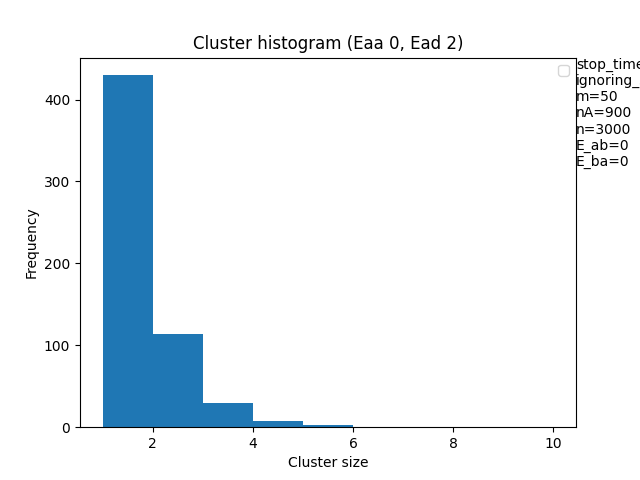 Cluster histogram (Eaa 0, Ead 2)
stop_time
ignoring_
m=50
nA=900
n=3000
E_ab=0
E_ba=0
400
300
200
100
0
Frequency
2 4 6 8 10
Cluster size